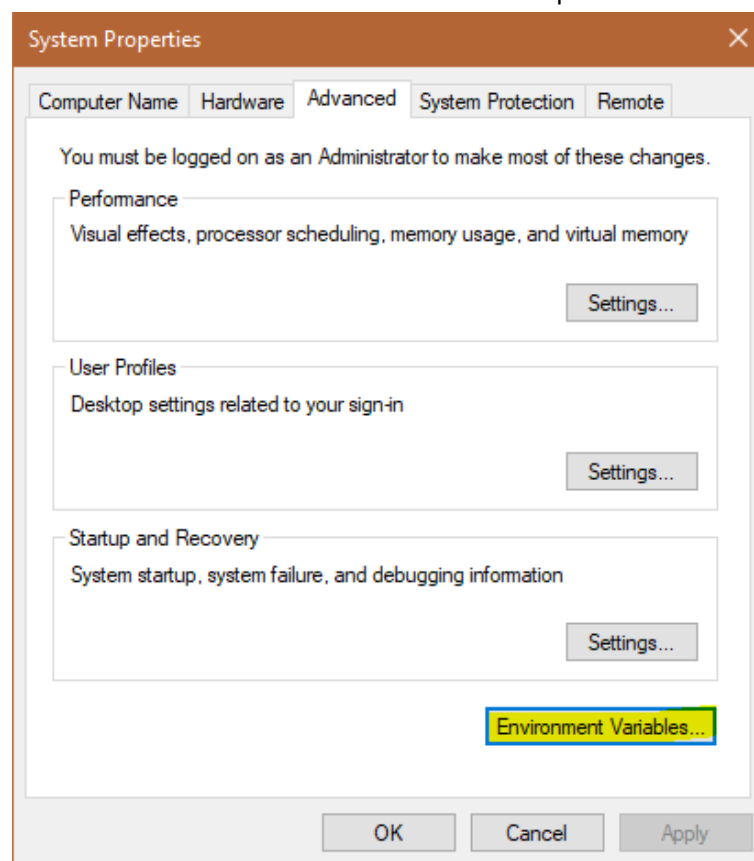 System Properties
Computer Name Hardware Advanced System Protection Remote
You must be logged on as an Administrator to make most of these changes.
Performance
Visual effects, processor scheduling, memory usage, and virtual memory
Settings...
User Profiles
Desktop settings related to your sign-in
Settings...
Startup and Recovery
System startup, system failure, and debugging information
Settings...
Environment Variables...
OK Cancel Apply